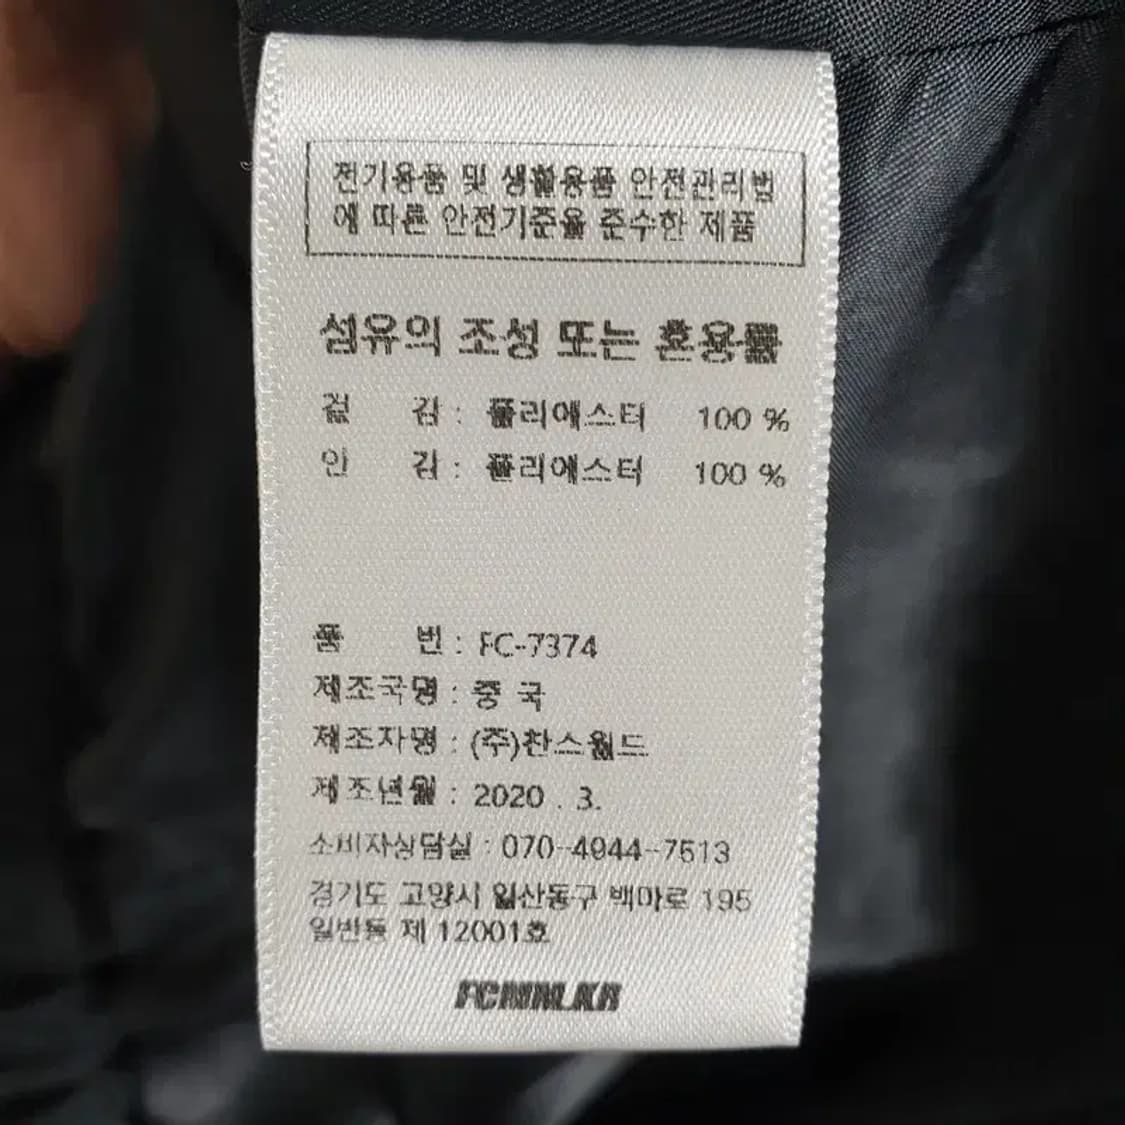 전기용품 및 생활용품 안전관리법
에 따른 안전기준을 준수한 제품
섬유의 조성 또는 혼용률
겉 감 : 폴리에스터 100 %
안 감 : 폴리에스터 100 %
품 번 : FC-7374
제조국명 : 중 국
제조자명 : (주)찬스월드
제조년월 : 2020 . 3.
소비자상담실 : 070-4944-7513
경기도 고양시 일산동구 백마로 195
일반동 제 12001호
FCMM.KR